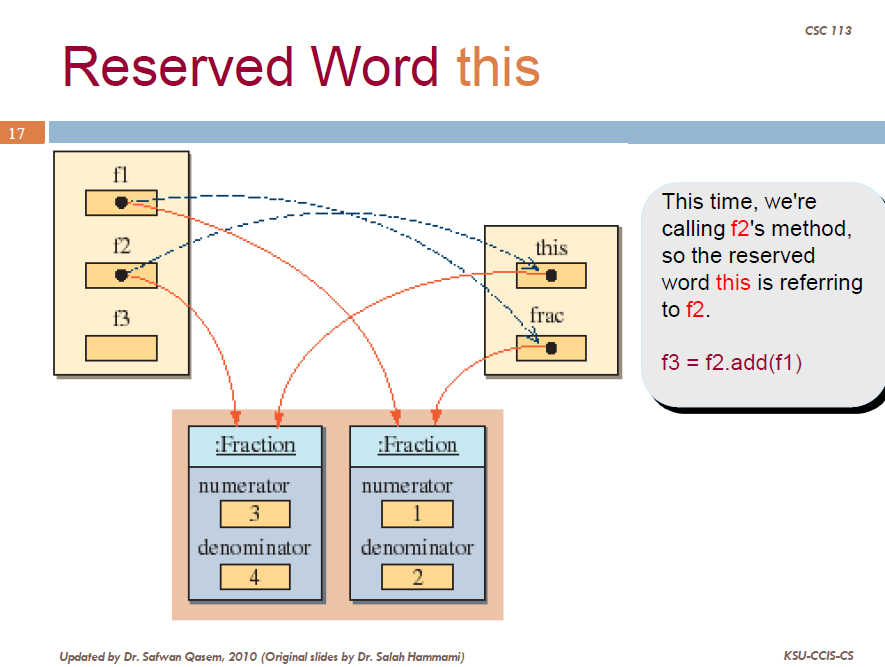 CSC 113
Reserved Word this
17
f1
f2
f3
this
frac
This time, we're
calling f2's method,
so the reserved
word this is referring
to f2.
f3 = f2.add(f1)
:Fraction
numerator
3
denominator
4
:Fraction
numerator
1
denominator
2
Updated by Dr. Safwan Qasem, 2010 (Original slides by Dr. Salah Hammami)
KSU-CCIS-CS